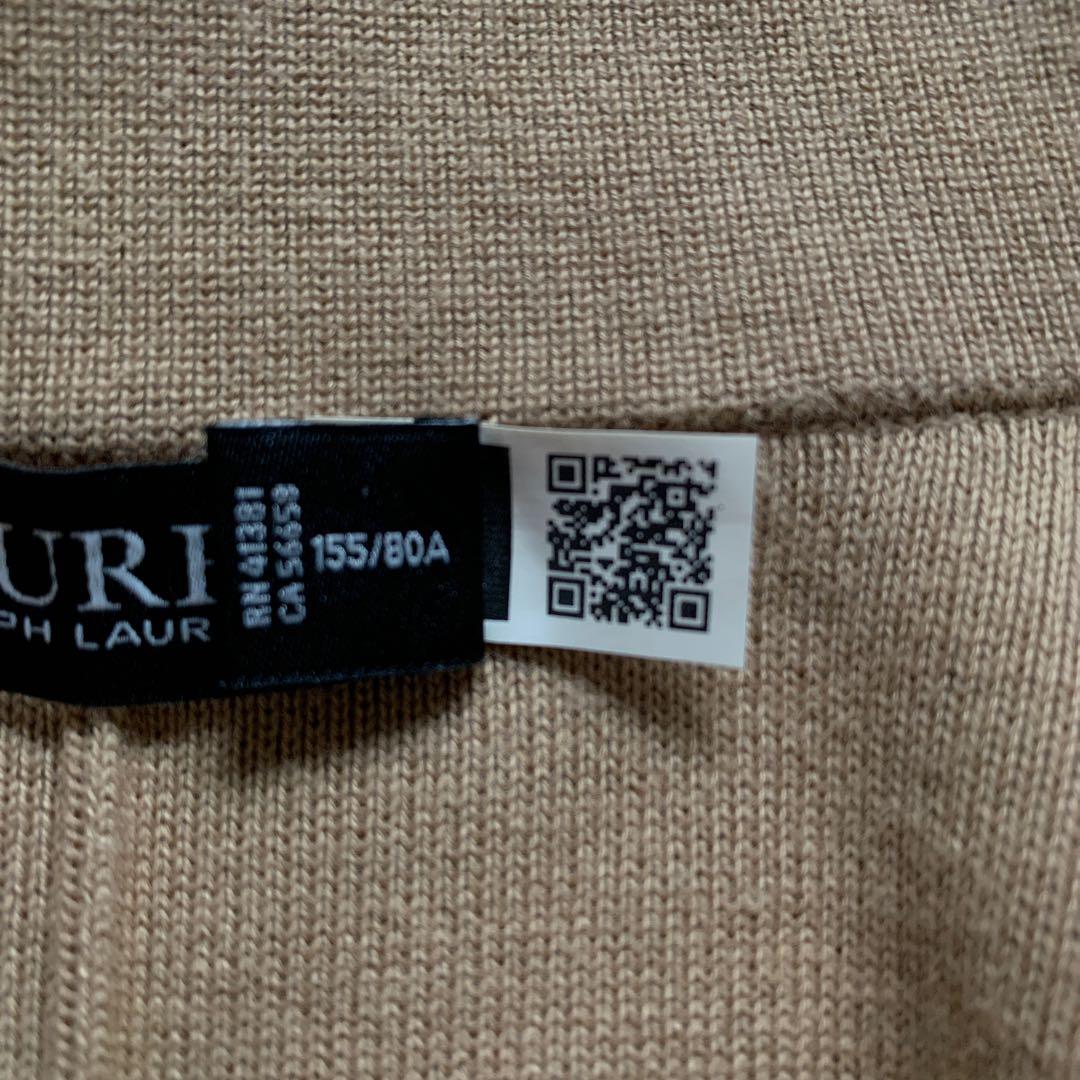 URI
PH LAUR
RN 41381
CA 56659
155/80A